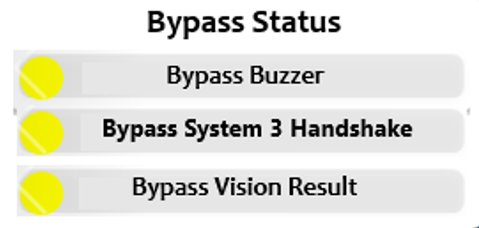 Bypass Status
Bypass Buzzer
Bypass System 3 Handshake
Bypass Vision Result